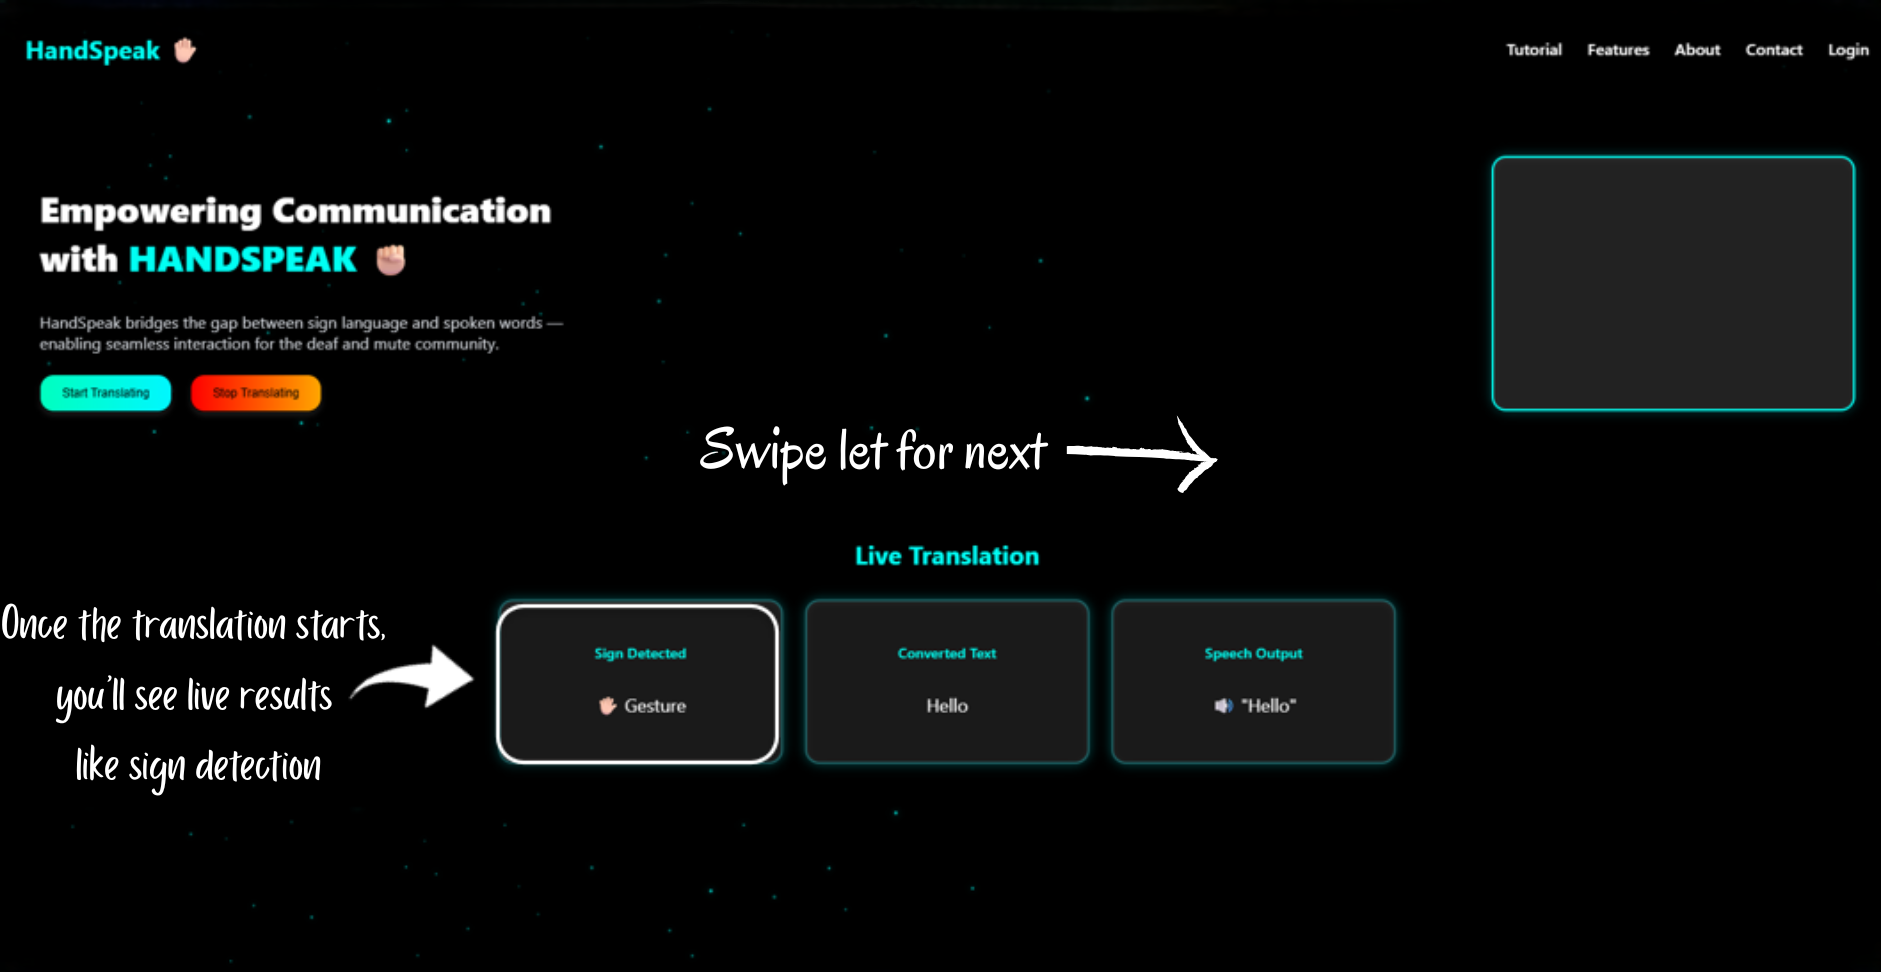 HandSpeak
Tutorial Features About Contact Login
Empowering Communication
with HANDSPEAK
HandSpeak bridges the gap between sign language and spoken words —
enabling seamless interaction for the deaf and mute community.
Start Translating Stop Translating
Swipe let for next
Live Translation
Once the translation starts,
you'll see live results
like sign detection
Sign Detected
Gesture
Converted Text
Hello
Speech Output
"Hello"